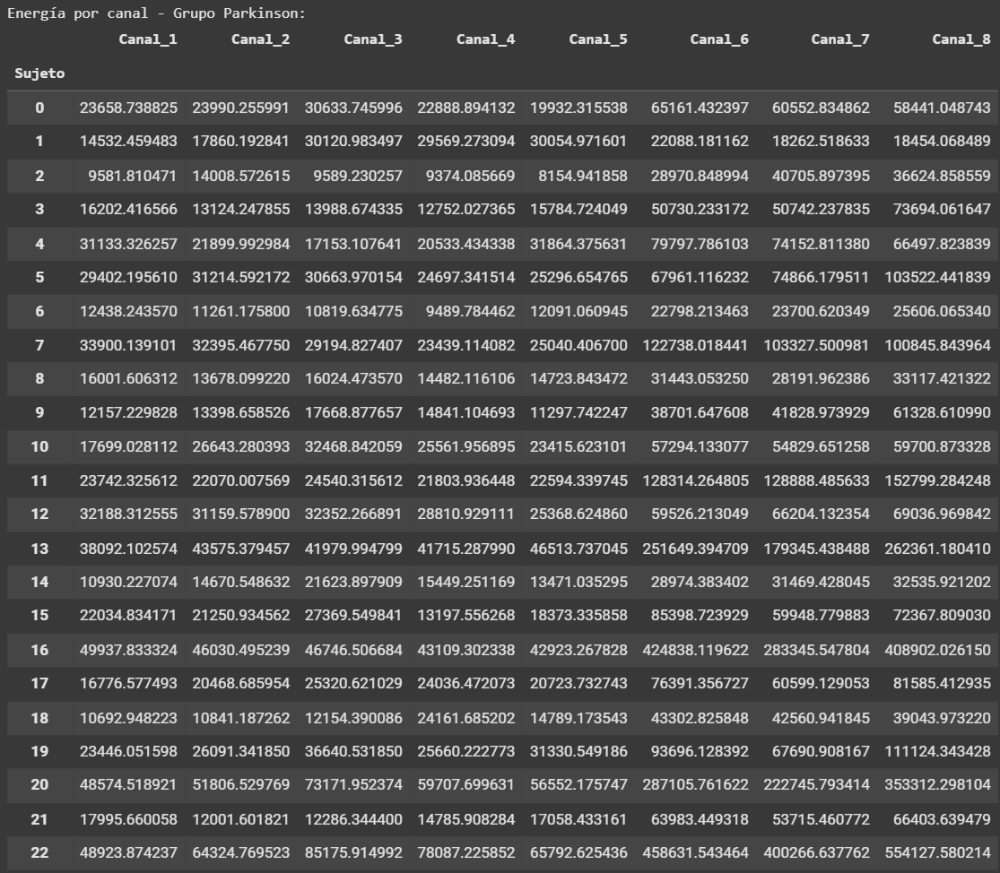 Energía por canal - Grupo Parkinson:
Canal_1 Canal_2 Canal_3 Canal_4 Canal_5 Canal_6 Canal_7 Canal_8
Sujeto
0 23658.738825 23990.255991 30633.745996 22888.894132 19932.315538 65161.432397 60552.834862 58441.048743
1 14532.459483 17860.192841 30120.983497 29569.273094 30054.971601 22088.181162 18262.518633 18454.068489
2 9581.810471 14008.572615 9589.230257 9374.085669 8154.941858 28970.848994 40705.897395 36624.858559
3 16202.416566 13124.247855 13988.674335 12752.027365 15784.724049 50730.233172 50742.237835 73694.061647
4 31133.326257 21899.992984 17153.107641 20533.434338 31864.375631 79797.786103 74152.811380 66497.823839
5 29402.195610 31214.592172 30663.970154 24697.341514 25296.654765 67961.116232 74866.179511 103522.441839
6 12438.243570 11261.175800 10819.634775 9489.784462 12091.060945 22798.213463 23700.620349 25606.065340
7 33900.139101 32395.467750 29194.827407 23439.114082 25040.406700 122738.018441 103327.500981 100845.843964
8 16001.606312 13678.099220 16024.473570 14482.116106 14723.843472 31443.053250 28191.962386 33117.421322
9 12157.229828 13398.658526 17668.877657 14841.104693 11297.742247 38701.647608 41828.973929 61328.610990
10 17699.028112 26643.280393 32468.842059 25561.956895 23415.623101 57294.133077 54829.651258 59700.873328
11 23742.325612 22070.007569 24540.315612 21803.936448 22594.339745 128314.264805 128888.485633 152799.284248
12 32188.312555 31159.578900 32352.266891 28810.929111 25368.624860 59526.213049 66204.132354 69036.969842
13 38092.102574 43575.379457 41979.994799 41715.287990 46513.737045 251649.394709 179345.438488 262361.180410
14 10930.227074 14670.548632 21623.897909 15449.251169 13471.035295 28974.383402 31469.428045 32535.921202
15 22034.834171 21250.934562 27369.549841 13197.556268 18373.335858 85398.723929 59948.779883 72367.809030
16 49937.833324 46030.495239 46746.506684 43109.302338 42923.267828 424838.119622 283345.547804 408902.026150
17 16776.577493 20468.685954 25320.621029 24036.472073 20723.732743 76391.356727 60599.129053 81585.412935
18 10692.948223 10841.187262 12154.390086 24161.685202 14789.173543 43302.825848 42560.941845 39043.973220
19 23446.051598 26091.341850 36640.531850 25660.222773 31330.549186 93696.128392 67690.908167 111124.343428
20 48574.518921 51806.529769 73171.952374 59707.699631 56552.175747 287105.761622 222745.793414 353312.298104
21 17995.660058 12001.601821 12286.344400 14785.908284 17058.433161 63983.449318 53715.460772 66403.639479
22 48923.874237 64324.769523 85175.914992 78087.225852 65792.625436 458631.543464 400266.637762 554127.580214